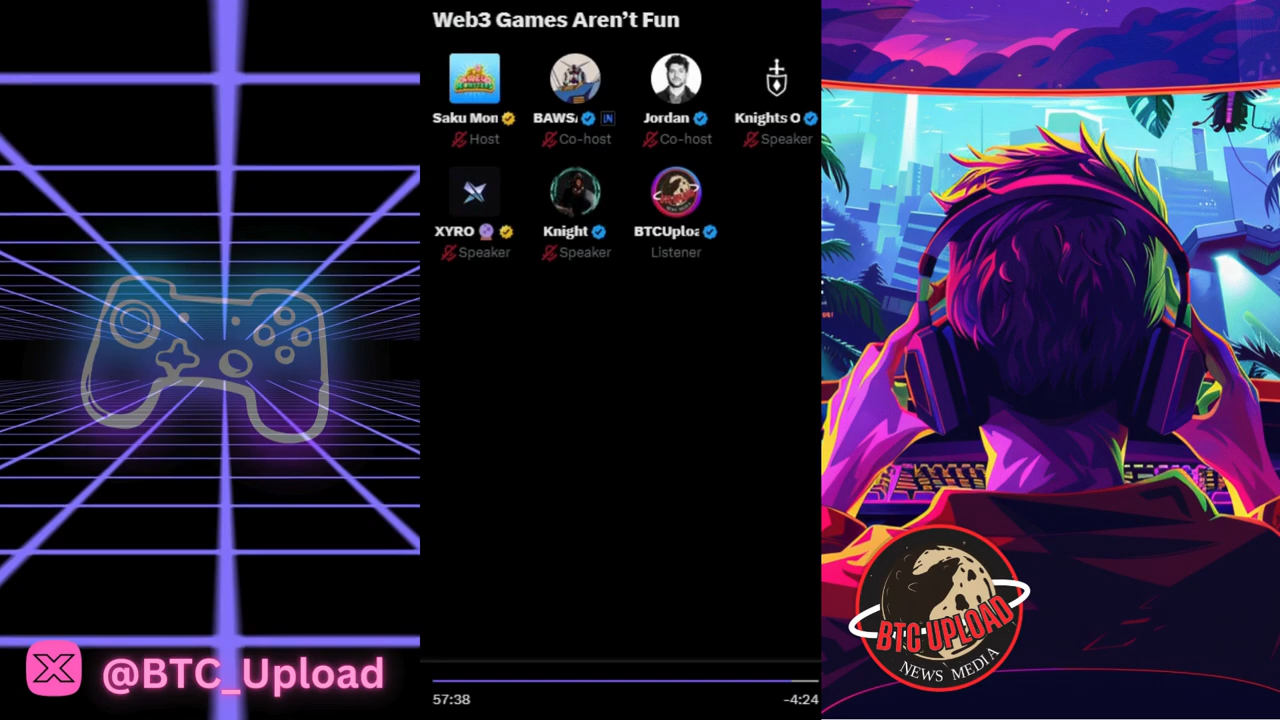 Web3 Games Aren’t Fun
Saku Mon
BAWSA
Jordan
Knights O
Host
Co-host
Co-host
Speaker
XYRO
Knight
BTCUploa
Speaker
Speaker
Listener
57:38
-4:24
@BTC_Upload
BTC UPLOAD
NEWS MEDIA